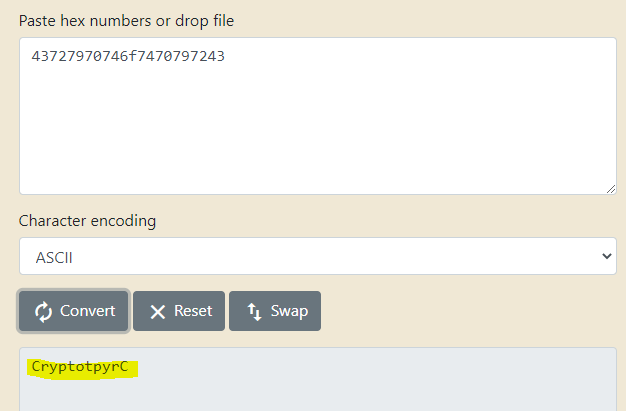 Paste hex numbers or drop file
43727970746f7470797243
Character encoding
ASCII
Convert Reset Swap
CryptotpyrC